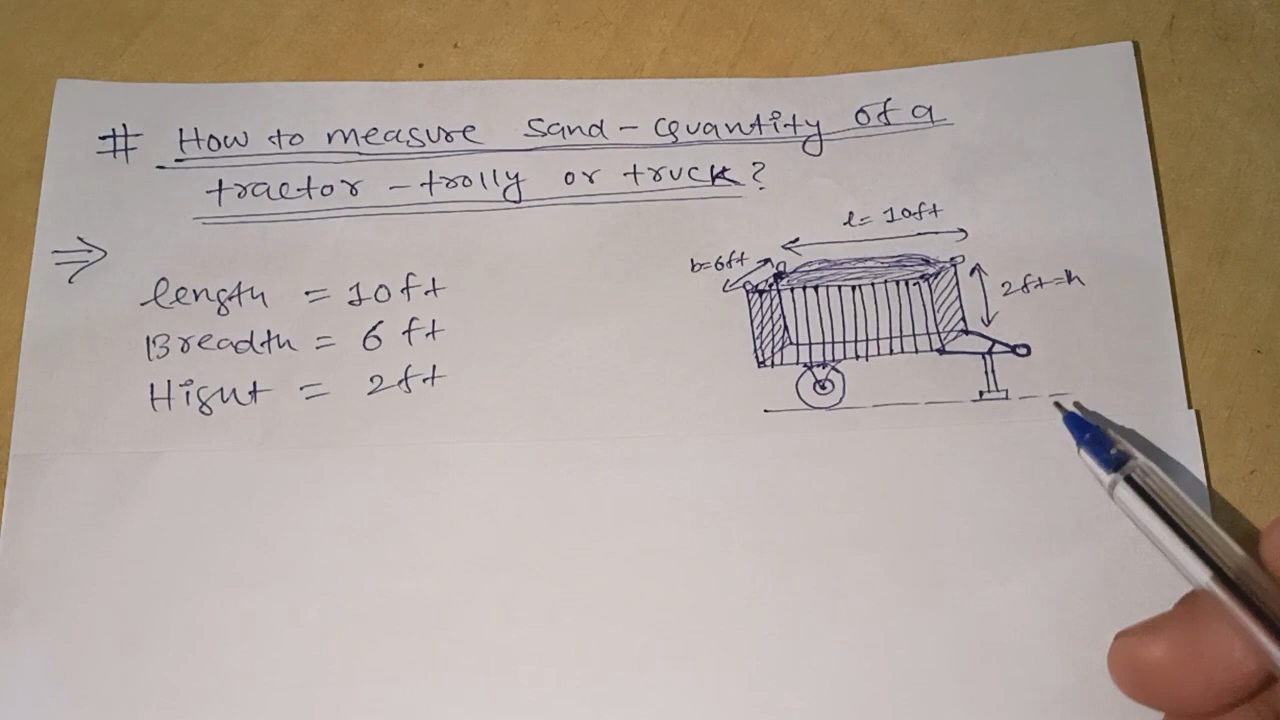 # How to measure sand-Quantity of a
tractor-trolly or truck?
⇒
length = 10ft
Breadth = 6 ft
Hight = 2ft
l= 10ft
b=6ft
2ft=h